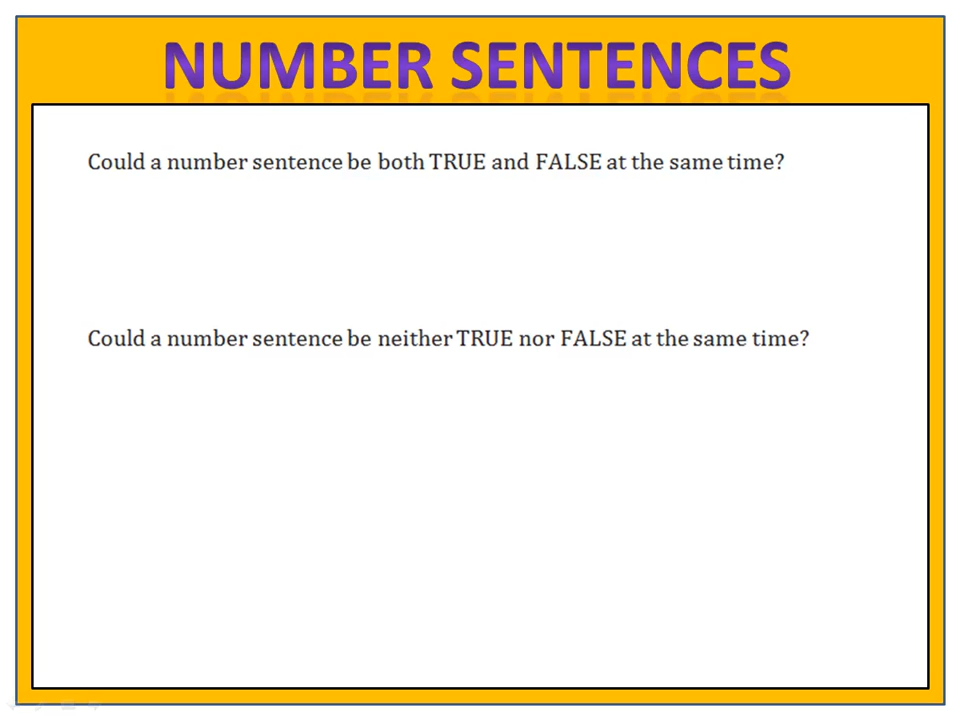 NUMBER SENTENCES
Could a number sentence be both TRUE and FALSE at the same time?
Could a number sentence be neither TRUE nor FALSE at the same time?